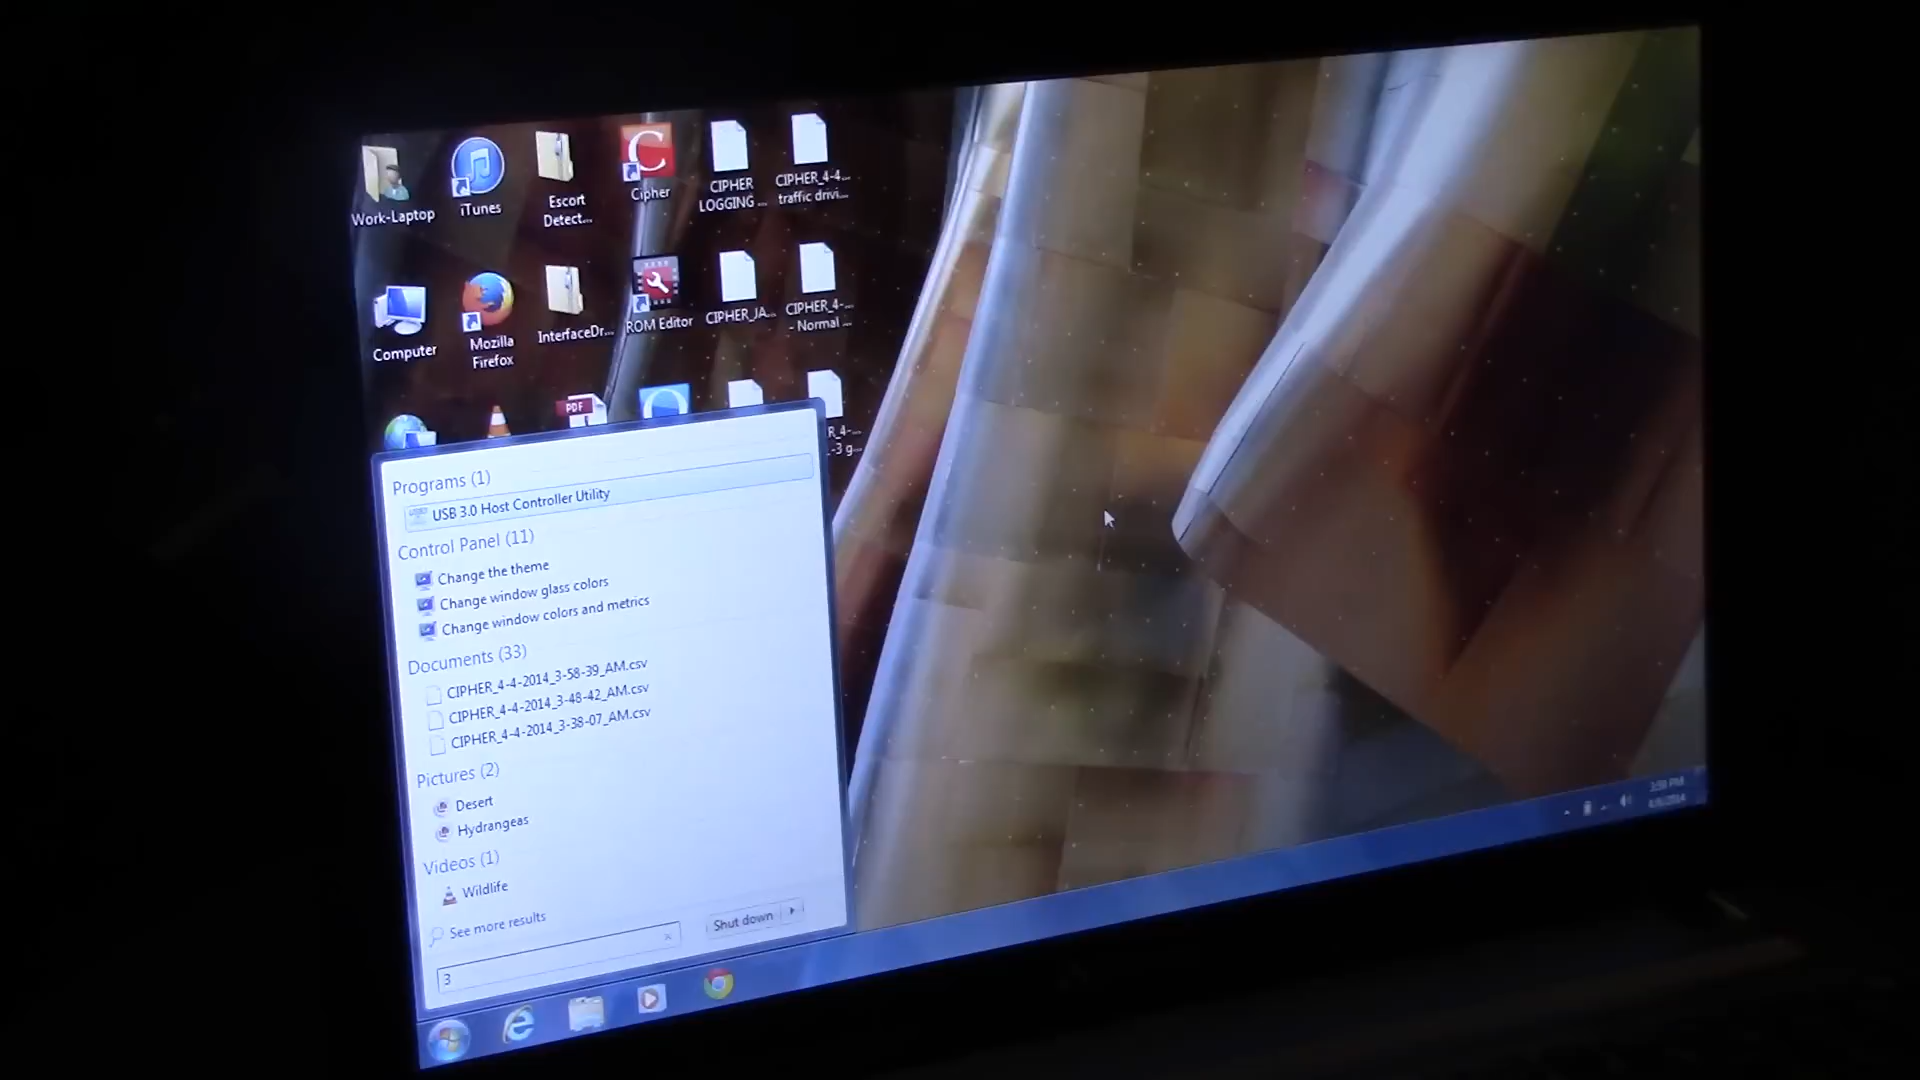 Work-Laptop
iTunes
Escort
Detect...
Cipher
CIPHER
LOGGING ...
CIPHER_4-4...
traffic drivi...
Computer
Mozilla
Firefox
InterfaceDr...
ROM Editor
CIPHER_JA...
CIPHER_4-...
- Normal ...
PDF
R_4-...
-3 g...
Programs (1)
USB 3.0 Host Controller Utility
Control Panel (11)
Change the theme
Change window glass colors
Change window colors and metrics
Documents (33)
CIPHER_4-4-2014_3-58-39_AM.csv
CIPHER_4-4-2014_3-48-42_AM.csv
CIPHER_4-4-2014_3-38-07_AM.csv
Pictures (2)
Desert
Hydrangeas
Videos (1)
Wildlife
See more results
3
Shut down